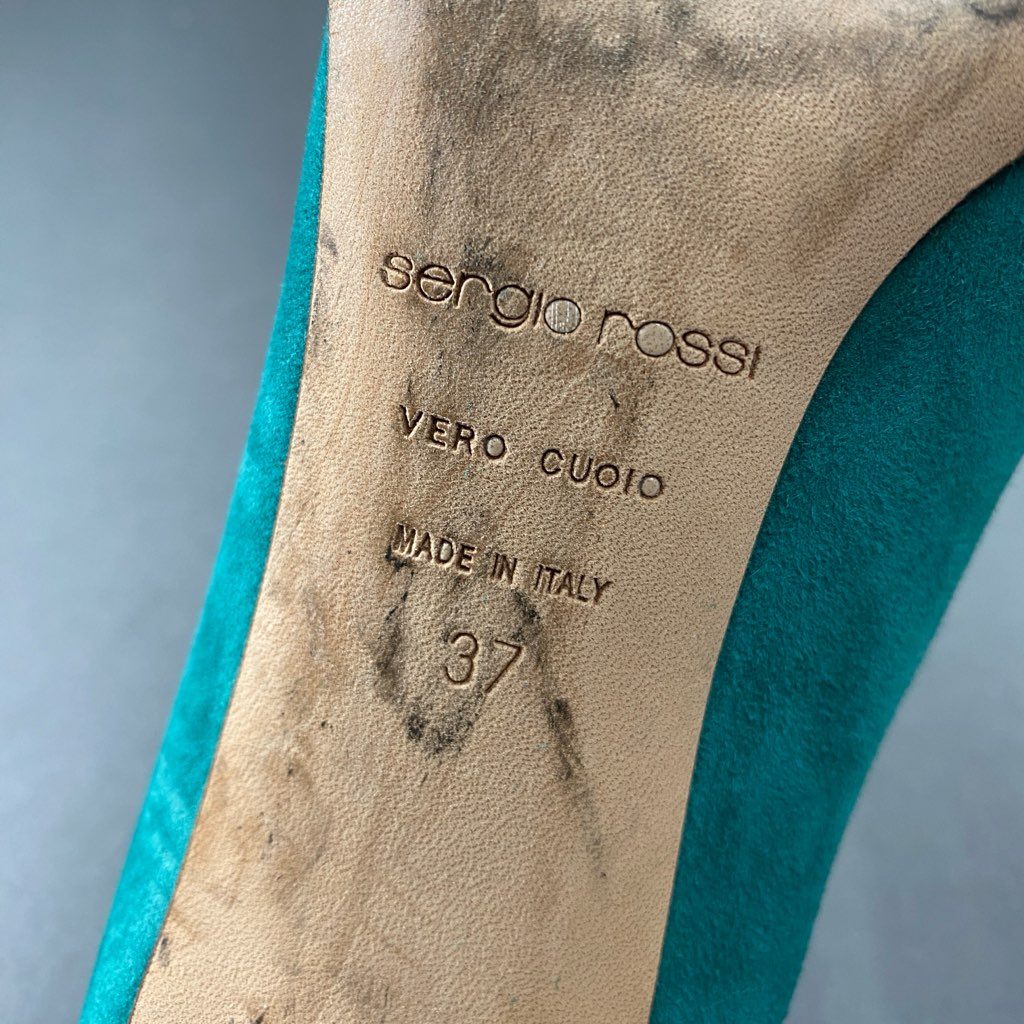 sergio rossi
VERO CUOIO
MADE IN ITALY
37